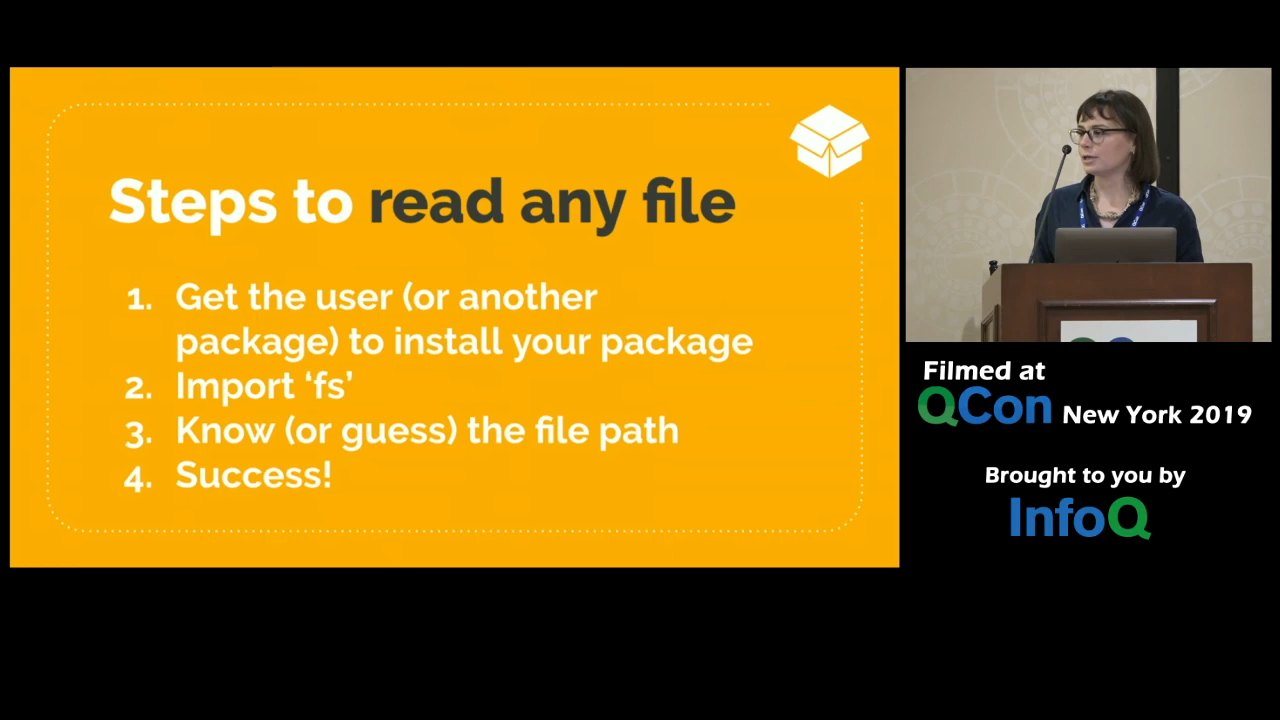 Steps to read any file
1. Get the user (or another
package) to install your package
2. Import ‘fs’
3. Know (or guess) the file path
4. Success!
Filmed at
QCon New York 2019
Brought to you by
InfoQ